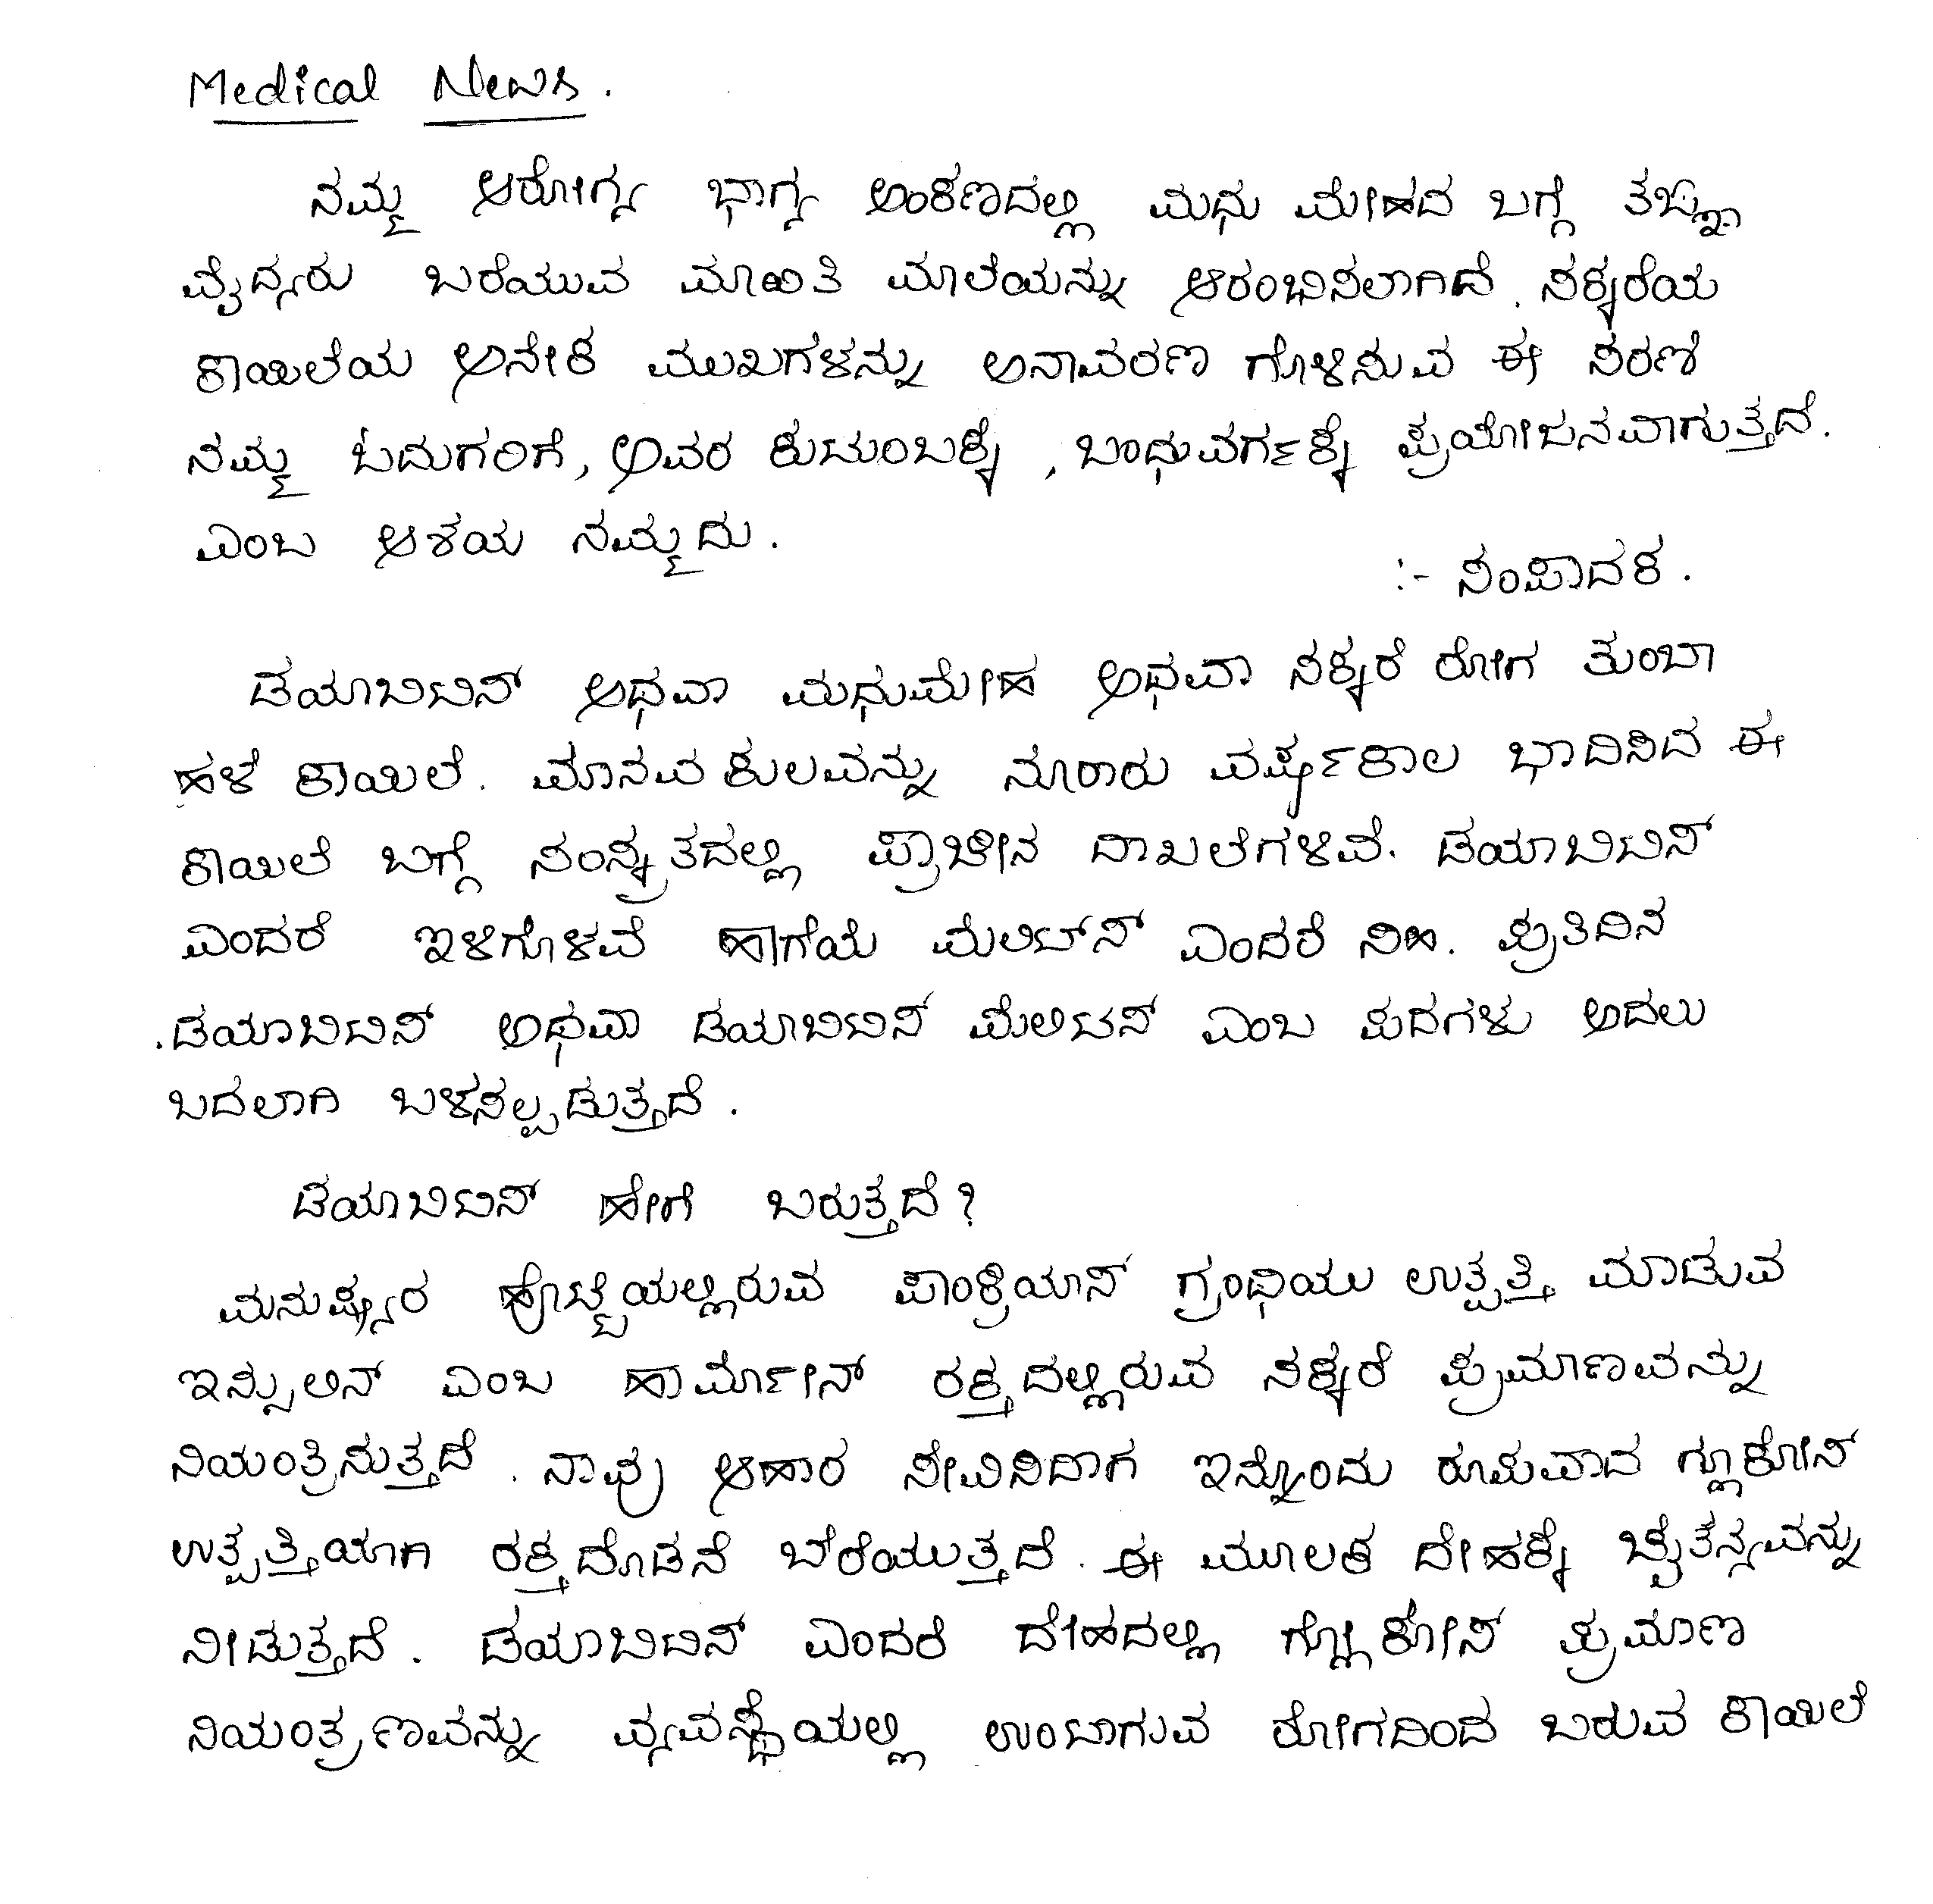 Medical News.
ನಮ್ಮ ಆರೋಗ್ಯ ಭಾಗ್ಯ ಅಂಕಣದಲ್ಲಿ ಮಧು ಮೇಹದ ಬಗ್ಗೆ ತಜ್ಞ
ವೈದ್ಯರು ಬರೆಯುವ ಮಾಹಿತಿ ಮಾಲೆಯನ್ನು ಆರಂಭಿಸಲಾಗಿದೆ. ಸಕ್ಕರೆಯ
ಕಾಯಿಲೆಯ ಅನೇಕ ಮುಖಗಳನ್ನು ಅನಾವರಣ ಗೊಳಿಸುವ ಈ ಸರಣಿ
ನಮ್ಮ ಓದುಗರಿಗೆ, ಅವರ ಕುಟುಂಬಕ್ಕೆ, ಬಂಧುವರ್ಗಕ್ಕೆ ಪ್ರಯೋಜನವಾಗುತ್ತದೆ.
ಎಂಬ ಆಶಯ ನಮ್ಮದು.
:- ಸಂಪಾದಕ.
ಡಯಾಬಿಟಿಸ್ ಅಥವಾ ಮಧುಮೇಹ ಅಥವಾ ಸಕ್ಕರೆ ರೋಗ ತುಂಬಾ
ಹಳೆ ಕಾಯಿಲೆ. ಮಾನವ ಕುಲವನ್ನು ನೂರಾರು ವರ್ಷಕಾಲ ಭಾದಿಸಿದ ಈ
ಕಾಯಿಲೆ ಬಗ್ಗೆ ಸಂಸ್ಕೃತದಲ್ಲಿ ಪ್ರಾಚೀನ ದಾಖಲೆಗಳಿವೆ. ಡಯಾಬಿಟಿಸ್
ಎಂದರೆ ಇಳಿಗೊಳವೆ ಹಾಗೆಯೆ ಮೆಲಿಟಸ್ ಎಂದರೆ ಸಿಹಿ. ಪ್ರತಿದಿನ
ಡಯಾಬಿಟಿಸ್ ಅಥವಾ ಡಯಾಬಿಟಿಸ್ ಮೆಲಿಟಸ್ ಎಂಬ ಪದಗಳು ಅದಲು
ಬದಲಾಗಿ ಬಳಸಲ್ಪಡುತ್ತದೆ.
ಡಯಾಬಿಟಿಸ್ ಹೇಗೆ ಬರುತ್ತದೆ?
ಮನುಷ್ಯರ ಹೊಟ್ಟೆಯಲ್ಲಿರುವ ಪಾಂಕ್ರಿಯಾಸ್ ಗ್ರಂಥಿಯು ಉತ್ಪತ್ತಿ ಮಾಡುವ
ಇನ್ಸುಲಿನ್ ಎಂಬ ಹಾರ್ಮೋನ್ ರಕ್ತದಲ್ಲಿರುವ ಸಕ್ಕರೆ ಪ್ರಮಾಣವನ್ನು
ನಿಯಂತ್ರಿಸುತ್ತದೆ. ನಾವು ಆಹಾರ ಸೇವಿಸಿದಾಗ ಇನ್ನೊಂದು ರೂಪವಾದ ಗ್ಲೂಕೋಸ್
ಉತ್ಪತ್ತಿಯಾಗಿ ರಕ್ತದೊಡನೆ ಬೆರೆಯುತ್ತದೆ. ಈ ಮೂಲಕ ದೇಹಕ್ಕೆ ಚೈತನ್ಯವನ್ನು
ನೀಡುತ್ತದೆ. ಡಯಾಬಿಟಿಸ್ ಎಂದರೆ ದೇಹದಲ್ಲಿ ಗ್ಲೂಕೋಸ್ ಪ್ರಮಾಣ
ನಿಯಂತ್ರಣವನ್ನು ವ್ಯವಸ್ಥೆಯಲ್ಲಿ ಉಂಟಾಗುವ ರೋಗದಿಂದ ಬರುವ ಕಾಯಿಲೆ